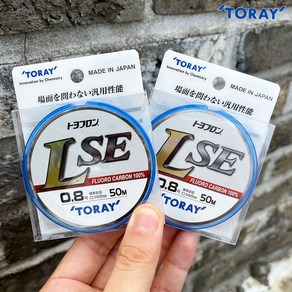 'TORAY'
'TORAY'
Innovation by Chemistry
MADE IN JAPAN
場面を問わない汎用性能
トヨフロン
LSE
FLUORO CARBON 100%
0.8号
50M
'TORAY'
'TORAY'
Innovation by Chemistry
MADE IN JAPAN
場面を問わない汎用性能
トヨフロン
LSE
FLUORO CARBON 100%
0.8号
50M
'TORAY'